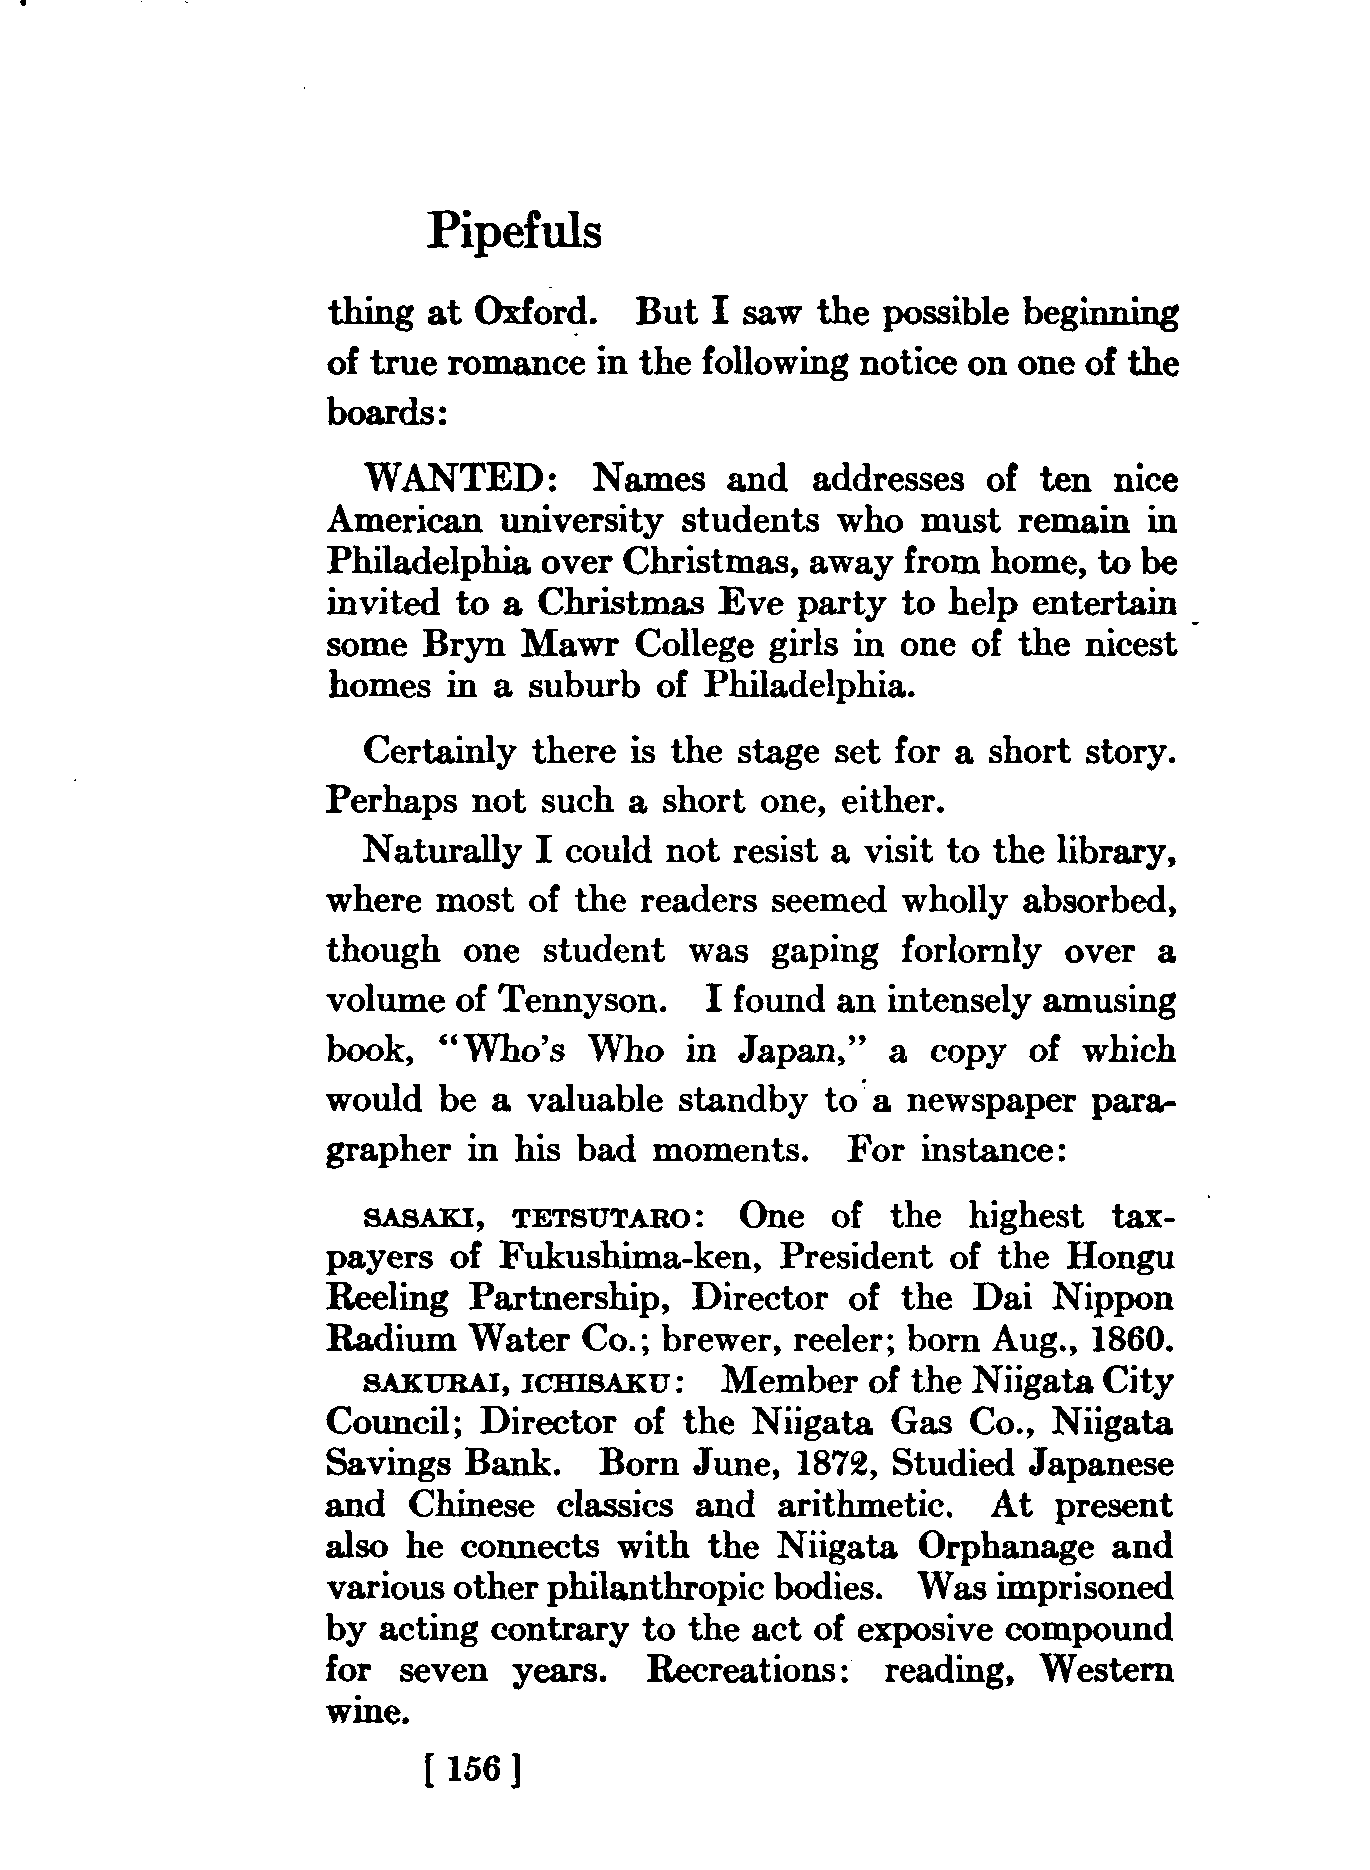 Pipefuls
thing at Oxford. But I saw the possible beginning
of true romance in the following notice on one of the
boards:
WANTED: Names and addresses of ten nice
American university students who must remain in
Philadelphia over Christmas, away from home, to be
invited to a Christmas Eve party to help entertain
some Bryn Mawr College girls in one of the nicest
homes in a suburb of Philadelphia.
Certainly there is the stage set for a short story.
Perhaps not such a short one, either.
Naturally I could not resist a visit to the library,
where most of the readers seemed wholly absorbed,
though one student was gaping forlornly over a
volume of Tennyson. I found an intensely amusing
book, “Who’s Who in Japan,” a copy of which
would be a valuable standby to a newspaper para-
grapher in his bad moments. For instance:
SASAKI, TETSUTARO: One of the highest tax-
payers of Fukushima-ken, President of the Hongu
Reeling Partnership, Director of the Dai Nippon
Radium Water Co.; brewer, reeler; born Aug., 1860.
SAKURAI, ICHISAKU: Member of the Niigata City
Council; Director of the Niigata Gas Co., Niigata
Savings Bank. Born June, 1872, Studied Japanese
and Chinese classics and arithmetic. At present
also he connects with the Niigata Orphanage and
various other philanthropic bodies. Was imprisoned
by acting contrary to the act of exposive compound
for seven years. Recreations: reading, Western
wine.
[ 156 ]